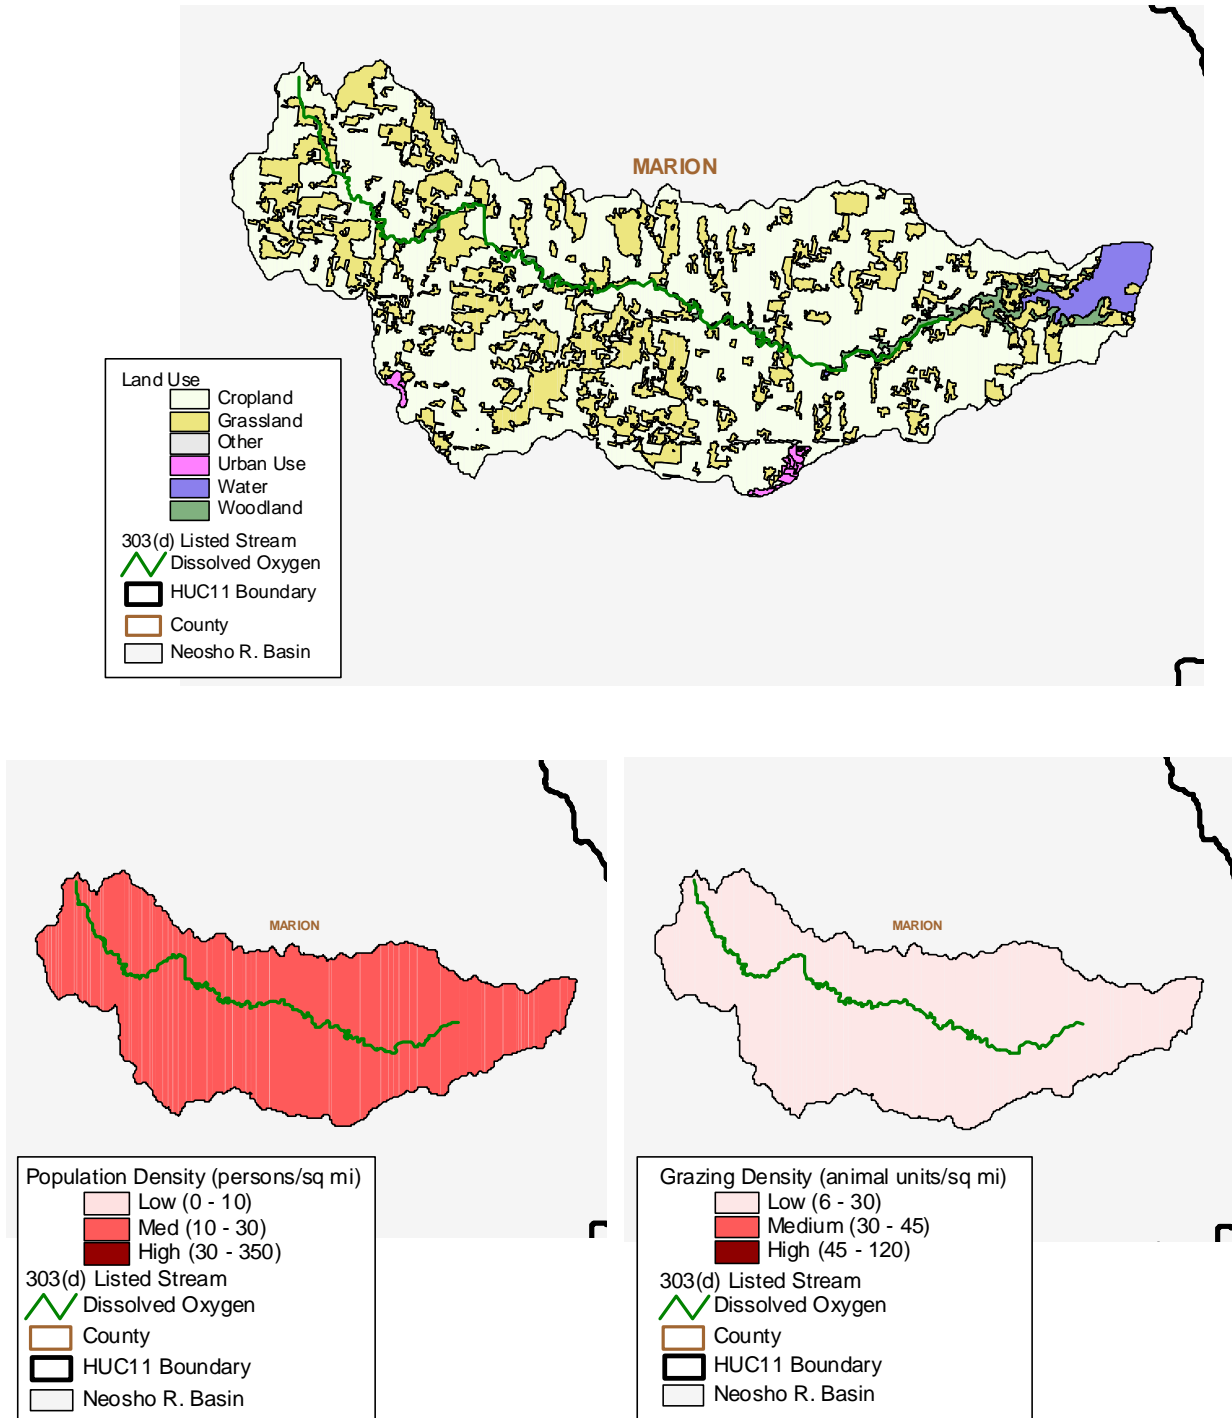 MARION
Land Use
Cropland
Grassland
Other
Urban Use
Water
Woodland
303(d) Listed Stream
Dissolved Oxygen
HUC11 Boundary
County
Neosho R. Basin
MARION
Population Density (persons/sq mi)
Low (0 - 10)
Med (10 - 30)
High (30 - 350)
303(d) Listed Stream
Dissolved Oxygen
County
HUC11 Boundary
Neosho R. Basin
MARION
Grazing Density (animal units/sq mi)
Low (6 - 30)
Medium (30 - 45)
High (45 - 120)
303(d) Listed Stream
Dissolved Oxygen
County
HUC11 Boundary
Neosho R. Basin